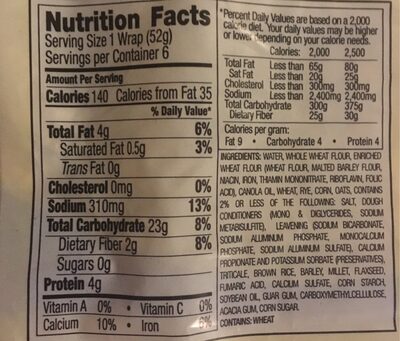 Nutrition Facts
Serving Size 1 Wrap (52g)
Servings per Container 6
Amount Per Serving
Calories 140 Calories from Fat 35
% Daily Value*
Total Fat 4g 6%
Saturated Fat 0.5g 3%
Trans Fat 0g
Cholesterol 0mg 0%
Sodium 310mg 13%
Total Carbohydrate 23g 8%
Dietary Fiber 2g 8%
Sugars 0g
Protein 4g
Vitamin A 0% • Vitamin C 0%
Calcium 10% • Iron 6%
*Percent Daily Values are based on a 2,000
calorie diet. Your daily values may be higher
or lower depending on your calorie needs.
Calories: 2,000 2,500
Total Fat Less than 65g 80g
Sat Fat Less than 20g 25g
Cholesterol Less than 300mg 300mg
Sodium Less than 2,400mg 2,400mg
Total Carbohydrate 300g 375g
Dietary Fiber 25g 30g
Calories per gram:
Fat 9 • Carbohydrate 4 • Protein 4
INGREDIENTS: WATER, WHOLE WHEAT FLOUR, ENRICHED
WHEAT FLOUR (WHEAT FLOUR, MALTED BARLEY FLOUR,
NIACIN, IRON, THIAMIN MONONITRATE, RIBOFLAVIN, FOLIC
ACID), CANOLA OIL, WHEAT, RYE, CORN, OATS, CONTAINS
2% OR LESS OF THE FOLLOWING: SALT, DOUGH
CONDITIONERS (MONO & DIGLYCERIDES, SODIUM
METABISULFITE), LEAVENING (SODIUM BICARBONATE,
SODIUM ALUMINUM PHOSPHATE, MONOCALCIUM
PHOSPHATE, SODIUM ALUMINUM SULFATE), CALCIUM
PROPIONATE AND POTASSIUM SORBATE (PRESERVATIVES),
TRITICALE, BROWN RICE, BARLEY, MILLET, FLAXSEED,
FUMARIC ACID, CALCIUM SULFATE, CORN STARCH,
SOYBEAN OIL, GUAR GUM, CARBOXYMETHYLCELLULOSE,
ACACIA GUM, CORN SUGAR.
CONTAINS: WHEAT